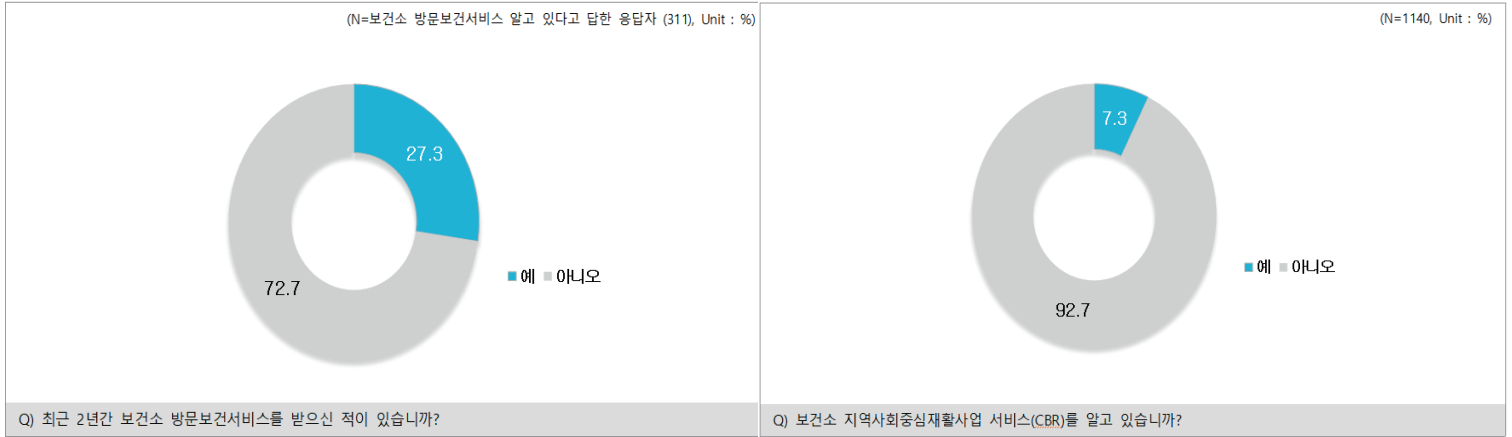 (N=보건소 방문보건서비스 알고 있다고 답한 응답자 (311), Unit : %)
27.3
72.7
예 아니오
Q) 최근 2년간 보건소 방문보건서비스를 받으신 적이 있습니까?
(N=1140, Unit : %)
7.3
92.7
예 아니오
Q) 보건소 지역사회중심재활사업 서비스(CBR)를 알고 있습니까?